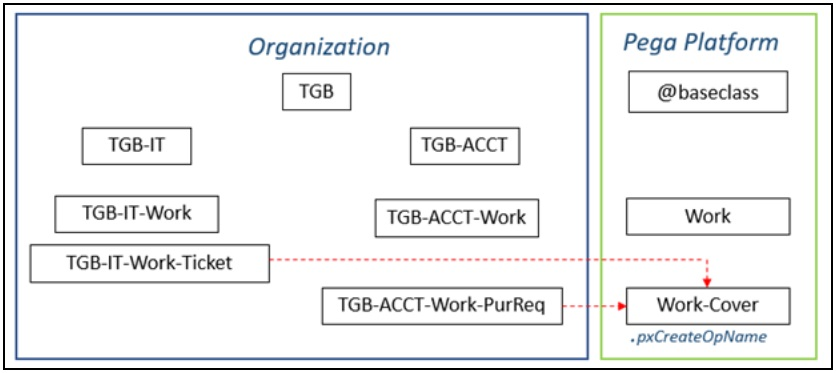 Organization
Pega Platform
TGB
@baseclass
TGB-IT
TGB-ACCT
TGB-IT-Work
TGB-ACCT-Work
Work
TGB-IT-Work-Ticket
TGB-ACCT-Work-PurReq
Work-Cover
.pxCreateOpName